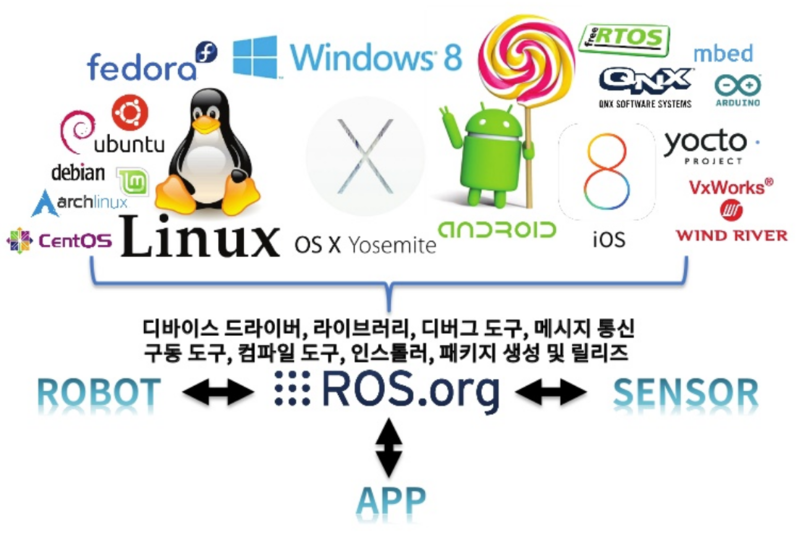 fedora
Windows 8
free RTOS
mbed
QNX
QNX SOFTWARE SYSTEMS
ARDUINO
ubuntu
debian
archlinux
CentOS
Linux
X
OS X Yosemite
ANDROID
8
iOS
yocto
PROJECT
VxWorks®
WIND RIVER
디바이스 드라이버, 라이브러리, 디버그 도구, 메시지 통신
구동 도구, 컴파일 도구, 인스톨러, 패키지 생성 및 릴리즈
ROBOT
ROS.org
SENSOR
APP